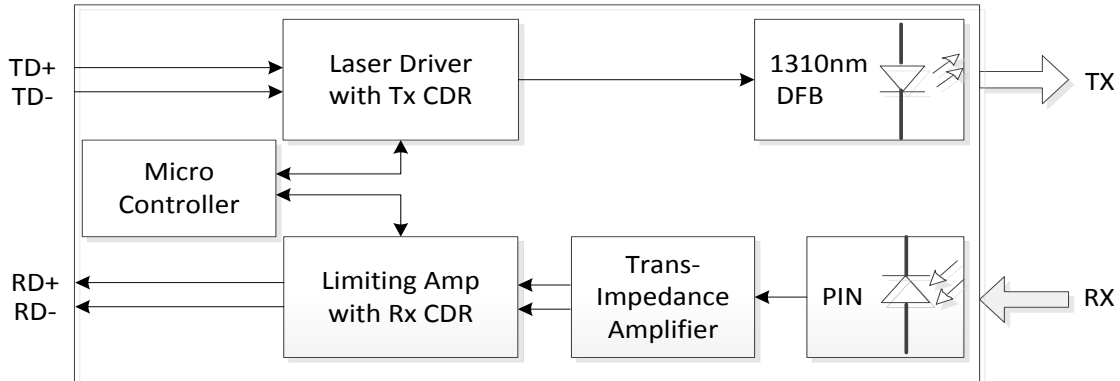 TD+
TD-
Laser Driver
with Tx CDR
1310nm
DFB
TX
Micro
Controller
RD+
RD-
Limiting Amp
with Rx CDR
Trans-
Impedance
Amplifier
PIN
RX